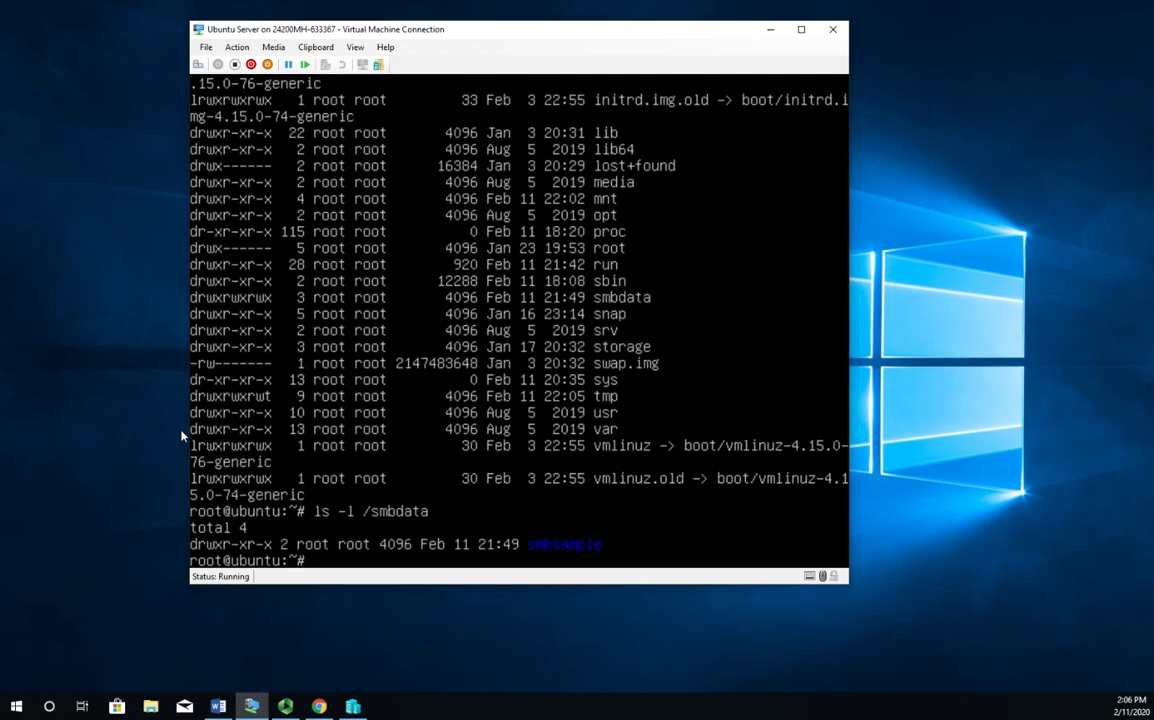 Ubuntu Server on 24200MH-633367 - Virtual Machine Connection
File Action Media Clipboard View Help
.15.0-76-generic
lrwxrwxrwx 1 root root 33 Feb 3 22:55 initrd.img.old -> boot/initrd.i
mg-4.15.0-74-generic
drwxr-xr-x 22 root root 4096 Jan 3 20:31 lib
drwxr-xr-x 2 root root 4096 Aug 5 2019 lib64
drwx------ 2 root root 16384 Jan 3 20:29 lost+found
drwxr-xr-x 2 root root 4096 Aug 5 2019 media
drwxr-xr-x 4 root root 4096 Feb 11 22:02 mnt
drwxr-xr-x 2 root root 4096 Aug 5 2019 opt
dr-xr-xr-x 115 root root 0 Feb 11 18:20 proc
drwx------ 5 root root 4096 Jan 23 19:53 root
drwxr-xr-x 28 root root 920 Feb 11 21:42 run
drwxr-xr-x 2 root root 12288 Feb 11 18:08 sbin
drwxrwxrwx 3 root root 4096 Feb 11 21:49 smbdata
drwxr-xr-x 5 root root 4096 Jan 16 23:14 snap
drwxr-xr-x 2 root root 4096 Aug 5 2019 srv
drwxr-xr-x 3 root root 4096 Jan 17 20:32 storage
-rw------- 1 root root 2147483648 Jan 3 20:32 swap.img
dr-xr-xr-x 13 root root 0 Feb 11 20:35 sys
drwxrwxrwt 9 root root 4096 Feb 11 22:05 tmp
drwxr-xr-x 10 root root 4096 Aug 5 2019 usr
drwxr-xr-x 13 root root 4096 Aug 5 2019 var
lrwxrwxrwx 1 root root 30 Feb 3 22:55 vmlinuz -> boot/vmlinuz-4.15.0-
76-generic
lrwxrwxrwx 1 root root 30 Feb 3 22:55 vmlinuz.old -> boot/vmlinuz-4.1
5.0-74-generic
root@ubuntu:~# ls -l /smbdata
total 4
drwxr-xr-x 2 root root 4096 Feb 11 21:49 smbsample
root@ubuntu:~#
Status: Running
2:06 PM
2/11/2020